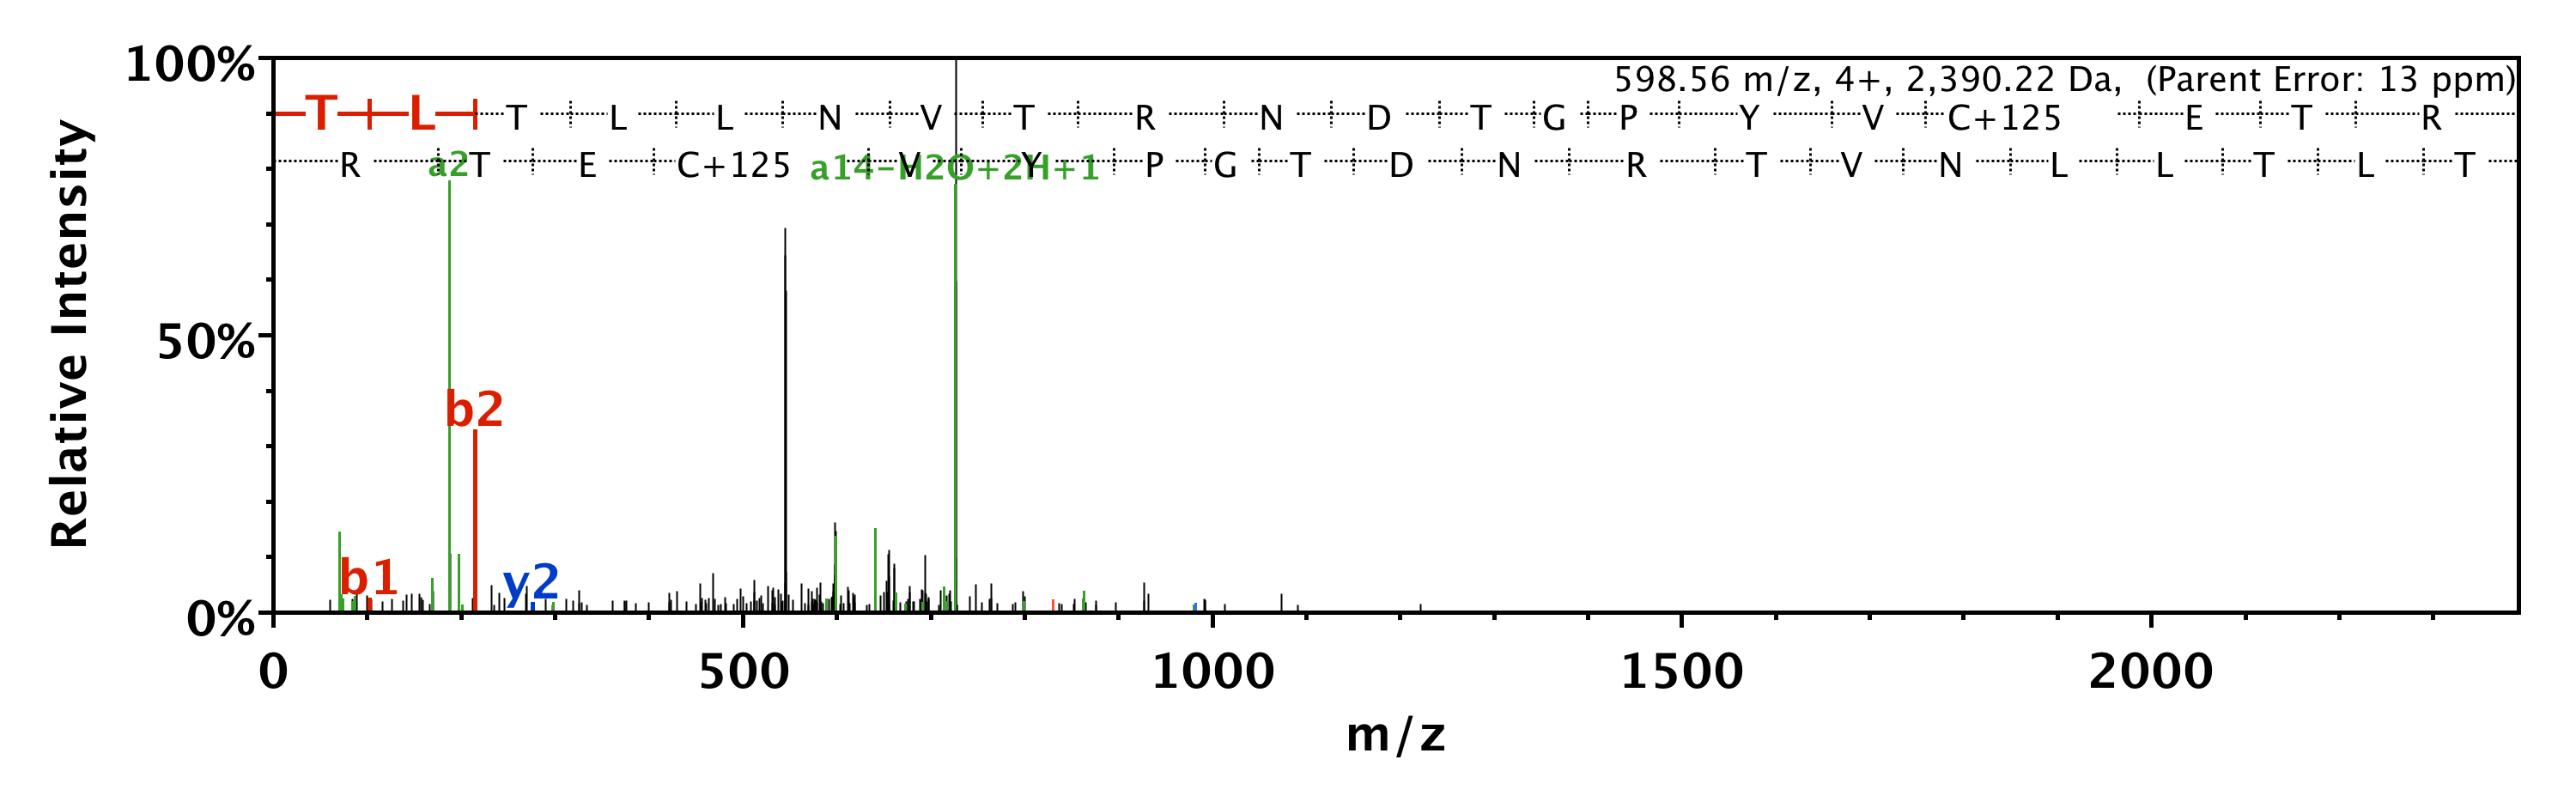 100%
598.56 m/z, 4+, 2,390.22 Da, (Parent Error: 13 ppm)
T L T L L N V T R N D T G P Y V C+125 E T R
R T E C+125 V Y P G T D N R T V N L L T L T
a2
a14-H2O+2H+1
50%
b2
b1
y2
0%
0 500 1000 1500 2000
m/z
Relative Intensity